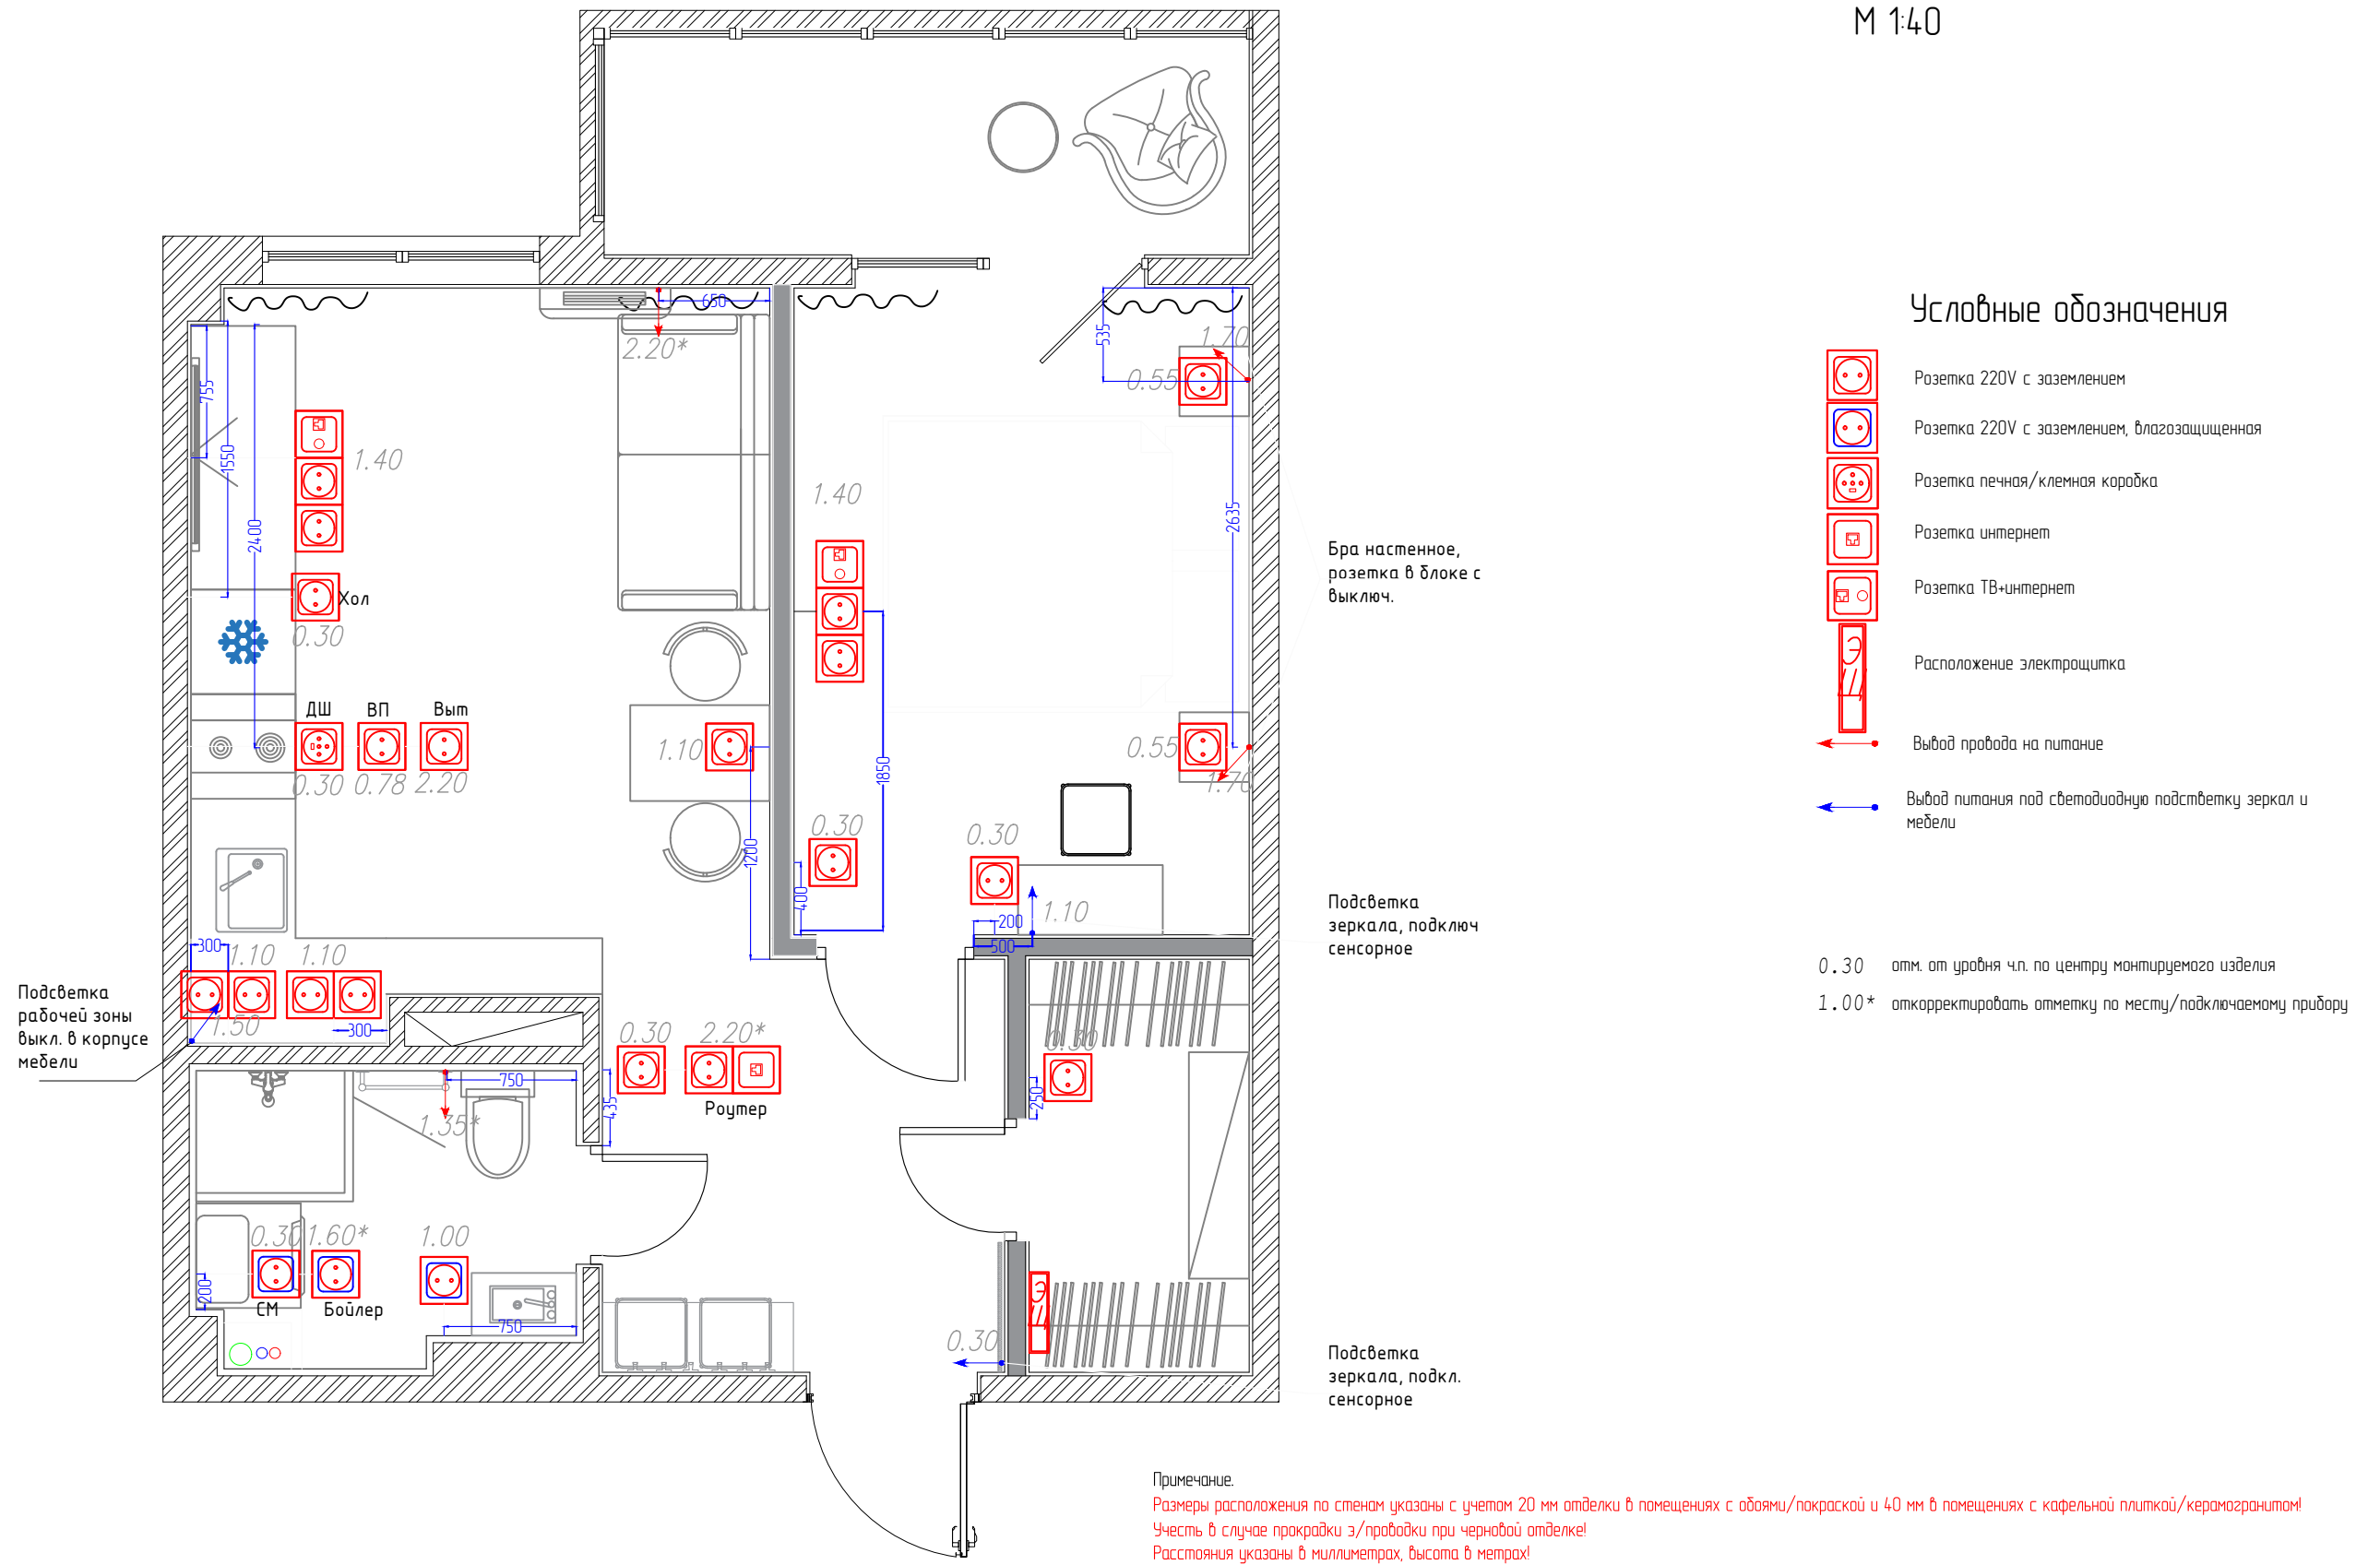 М 1:40
Условные обозначения
Розетка 220V с заземлением
Розетка 220V с заземлением, влагозащищенная
Розетка печная/клемная коробка
Розетка интернет
Розетка ТВ+интернет
ЭЩ
Расположение электрощитка
Вывод провода на питание
Вывод питания под светодиодную подстветку зеркал и
мебели
0.30 отм. от уровня ч.п. по центру монтируемого изделия
1.00* откорректировать отметку по месту/подключаемому прибору
650
2.20*
535
1.70
0.55
755
1550
2400
1.40
1.40
2635
Хол
0.30
Бра настенное,
розетка в блоке с
выключ.
ДШ
ВП
Выт
0.30
0.78
2.20
1.10
1200
1850
0.55
1.70
0.30
400
0.30
1.10
200
500
Подсветка
зеркала, подключ
сенсорное
300
1.10
1.10
1.50
300
Подсветка
рабочей зоны
выкл. в корпусе
мебели
0.30
2.20*
Роутер
435
0.30
250
750
1.35*
0.30
1.60*
1.00
200
СМ
Бойлер
750
ЭЩ
0.30
Подсветка
зеркала, подкл.
сенсорное
Примечание.
Размеры расположения по стенам указаны с учетом 20 мм отделки в помещениях с обоями/покраской и 40 мм в помещениях с кафельной плиткой/керамогранитом!
Учесть в случае прокрадки э/проводки при черновой отделке!
Расстояния указаны в миллиметрах, высота в метрах!